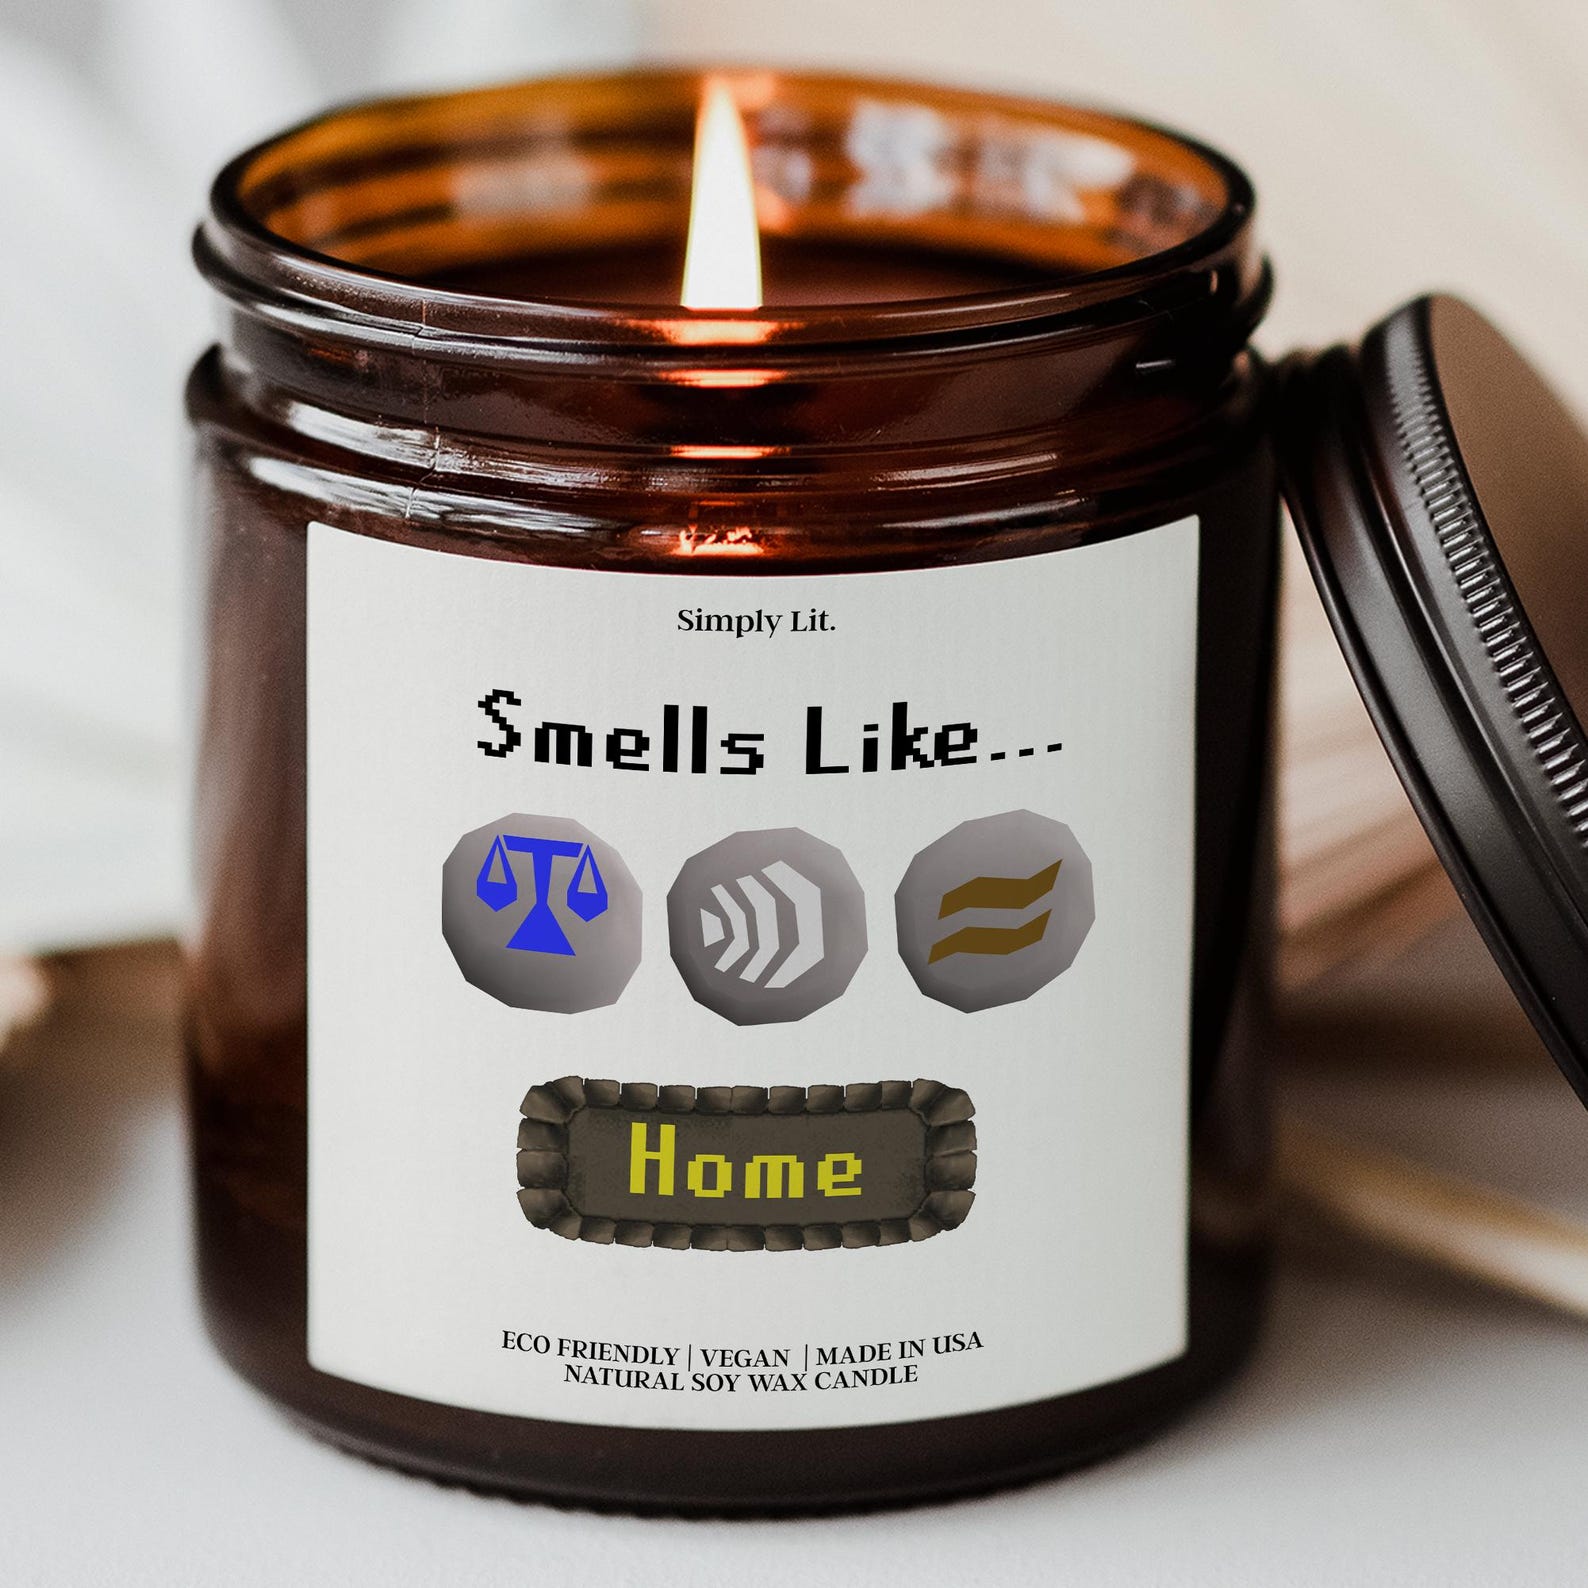 Simply Lit.
Smells Like...
Home
ECO FRIENDLY | VEGAN | MADE IN USA
NATURAL SOY WAX CANDLE